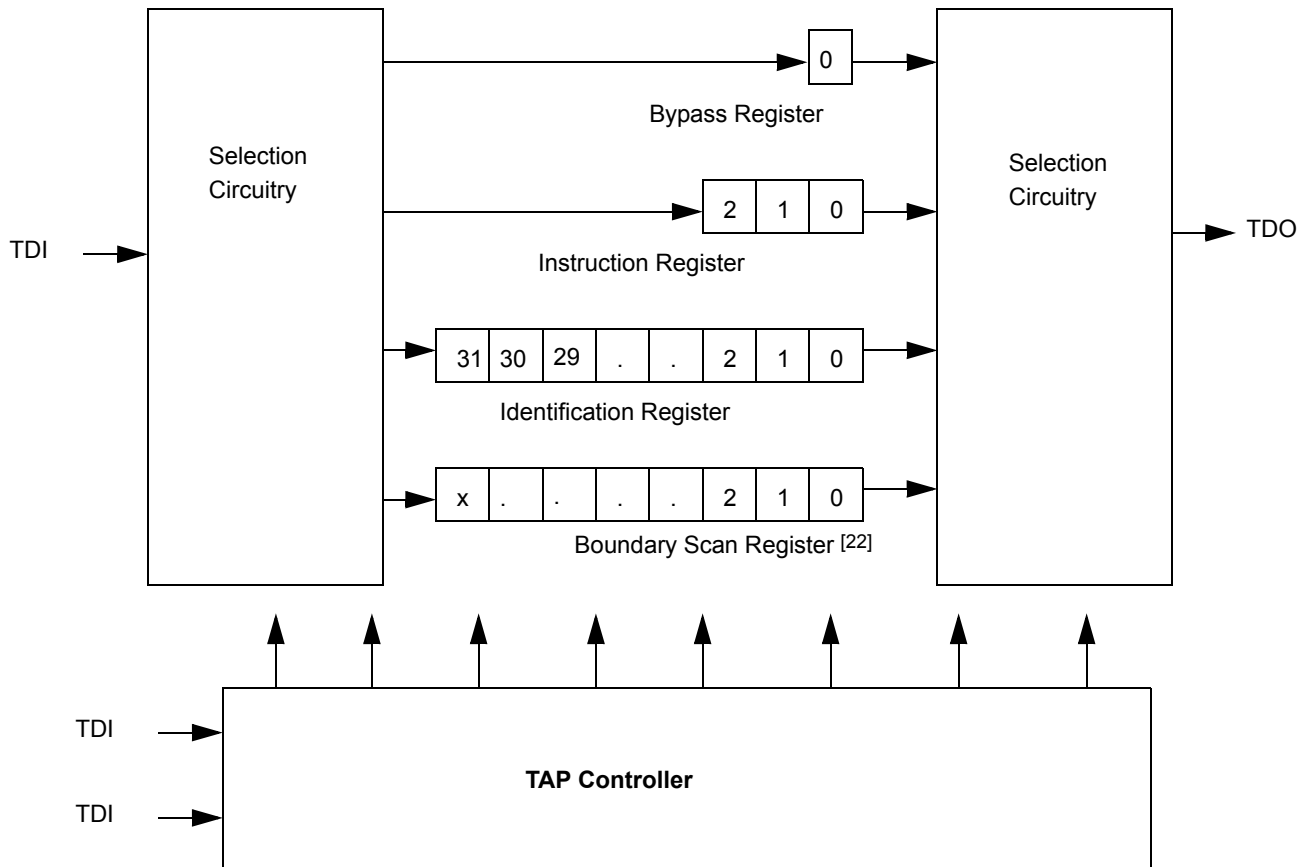 0
Bypass Register
Selection
Circuitry
Selection
Circuitry
2 1 0
TDI
TDO
Instruction Register
31 30 29 . . 2 1 0
Identification Register
x . . . . 2 1 0
Boundary Scan Register [22]
TDI
TAP Controller
TDI